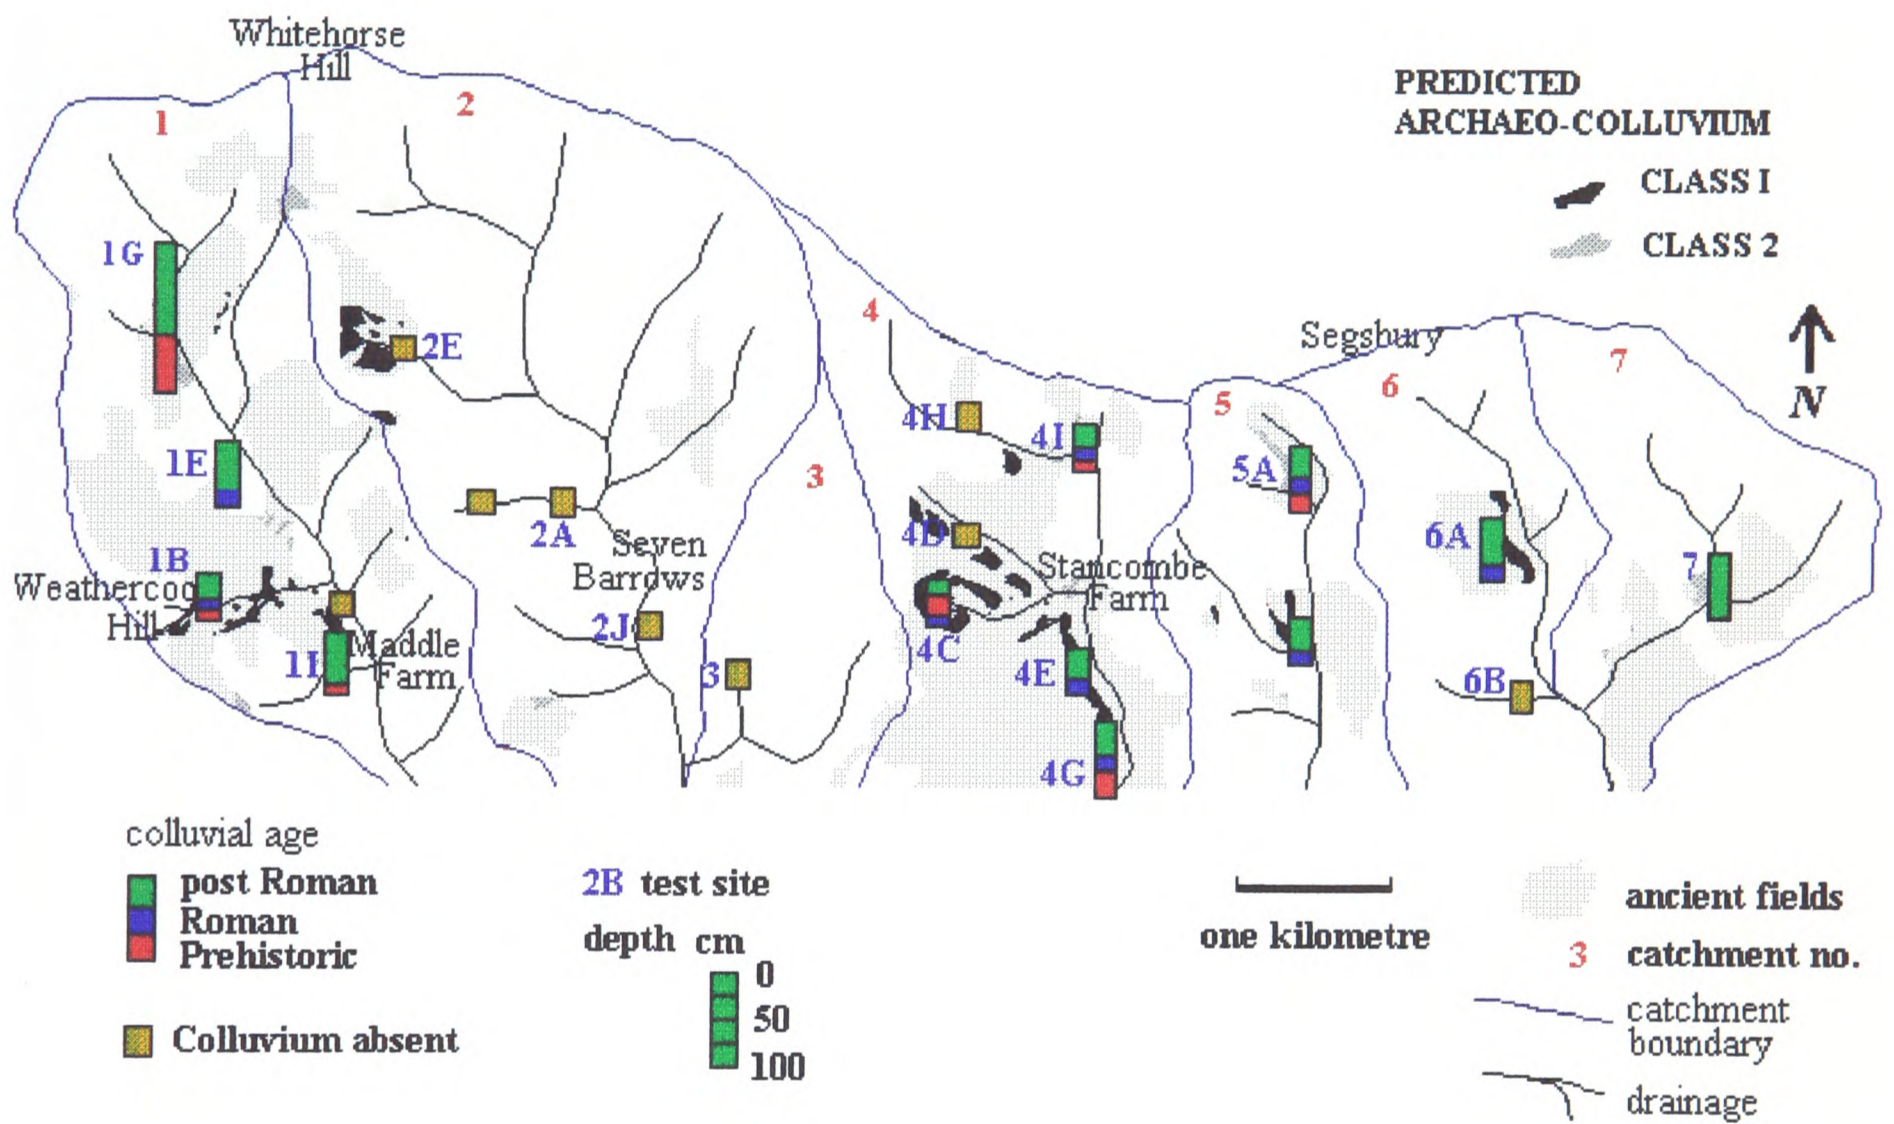 Whitehorse
Hill
1
2
PREDICTED
ARCHAEO-COLLUVIUM
CLASS I
CLASS 2
1G
4
2E
Segsbury
7
6
N
5
4H
4I
3
1E
5A
2A
4D
6A
Seven
Barrows
1B
Weathercoc
Hill
Stancombe
Farm
7
2J
4C
Maddle
Farm
1I
3
4E
6B
4G
colluvial age
post Roman
Roman
Prehistoric
Colluvium absent
2B test site
depth cm
0
50
100
one kilometre
ancient fields
3 catchment no.
catchment
boundary
drainage